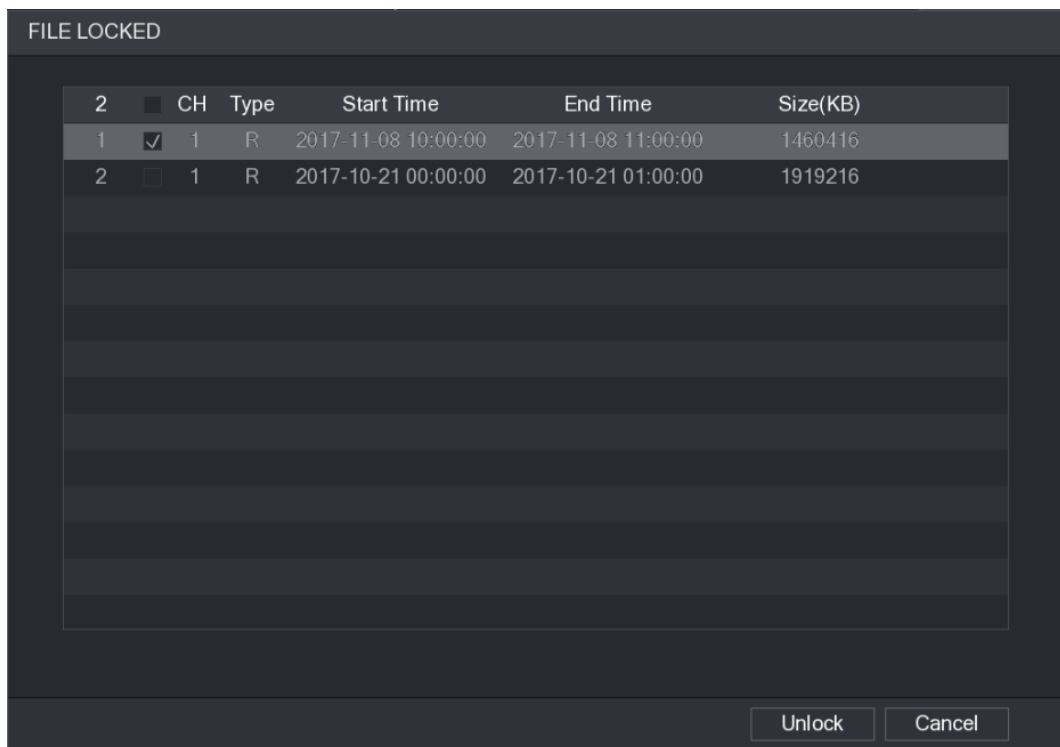 FILE LOCKED
2 CH Type Start Time End Time Size(KB)
1 1 R 2017-11-08 10:00:00 2017-11-08 11:00:00 1460416
2 1 R 2017-10-21 00:00:00 2017-10-21 01:00:00 1919216
Unlock Cancel